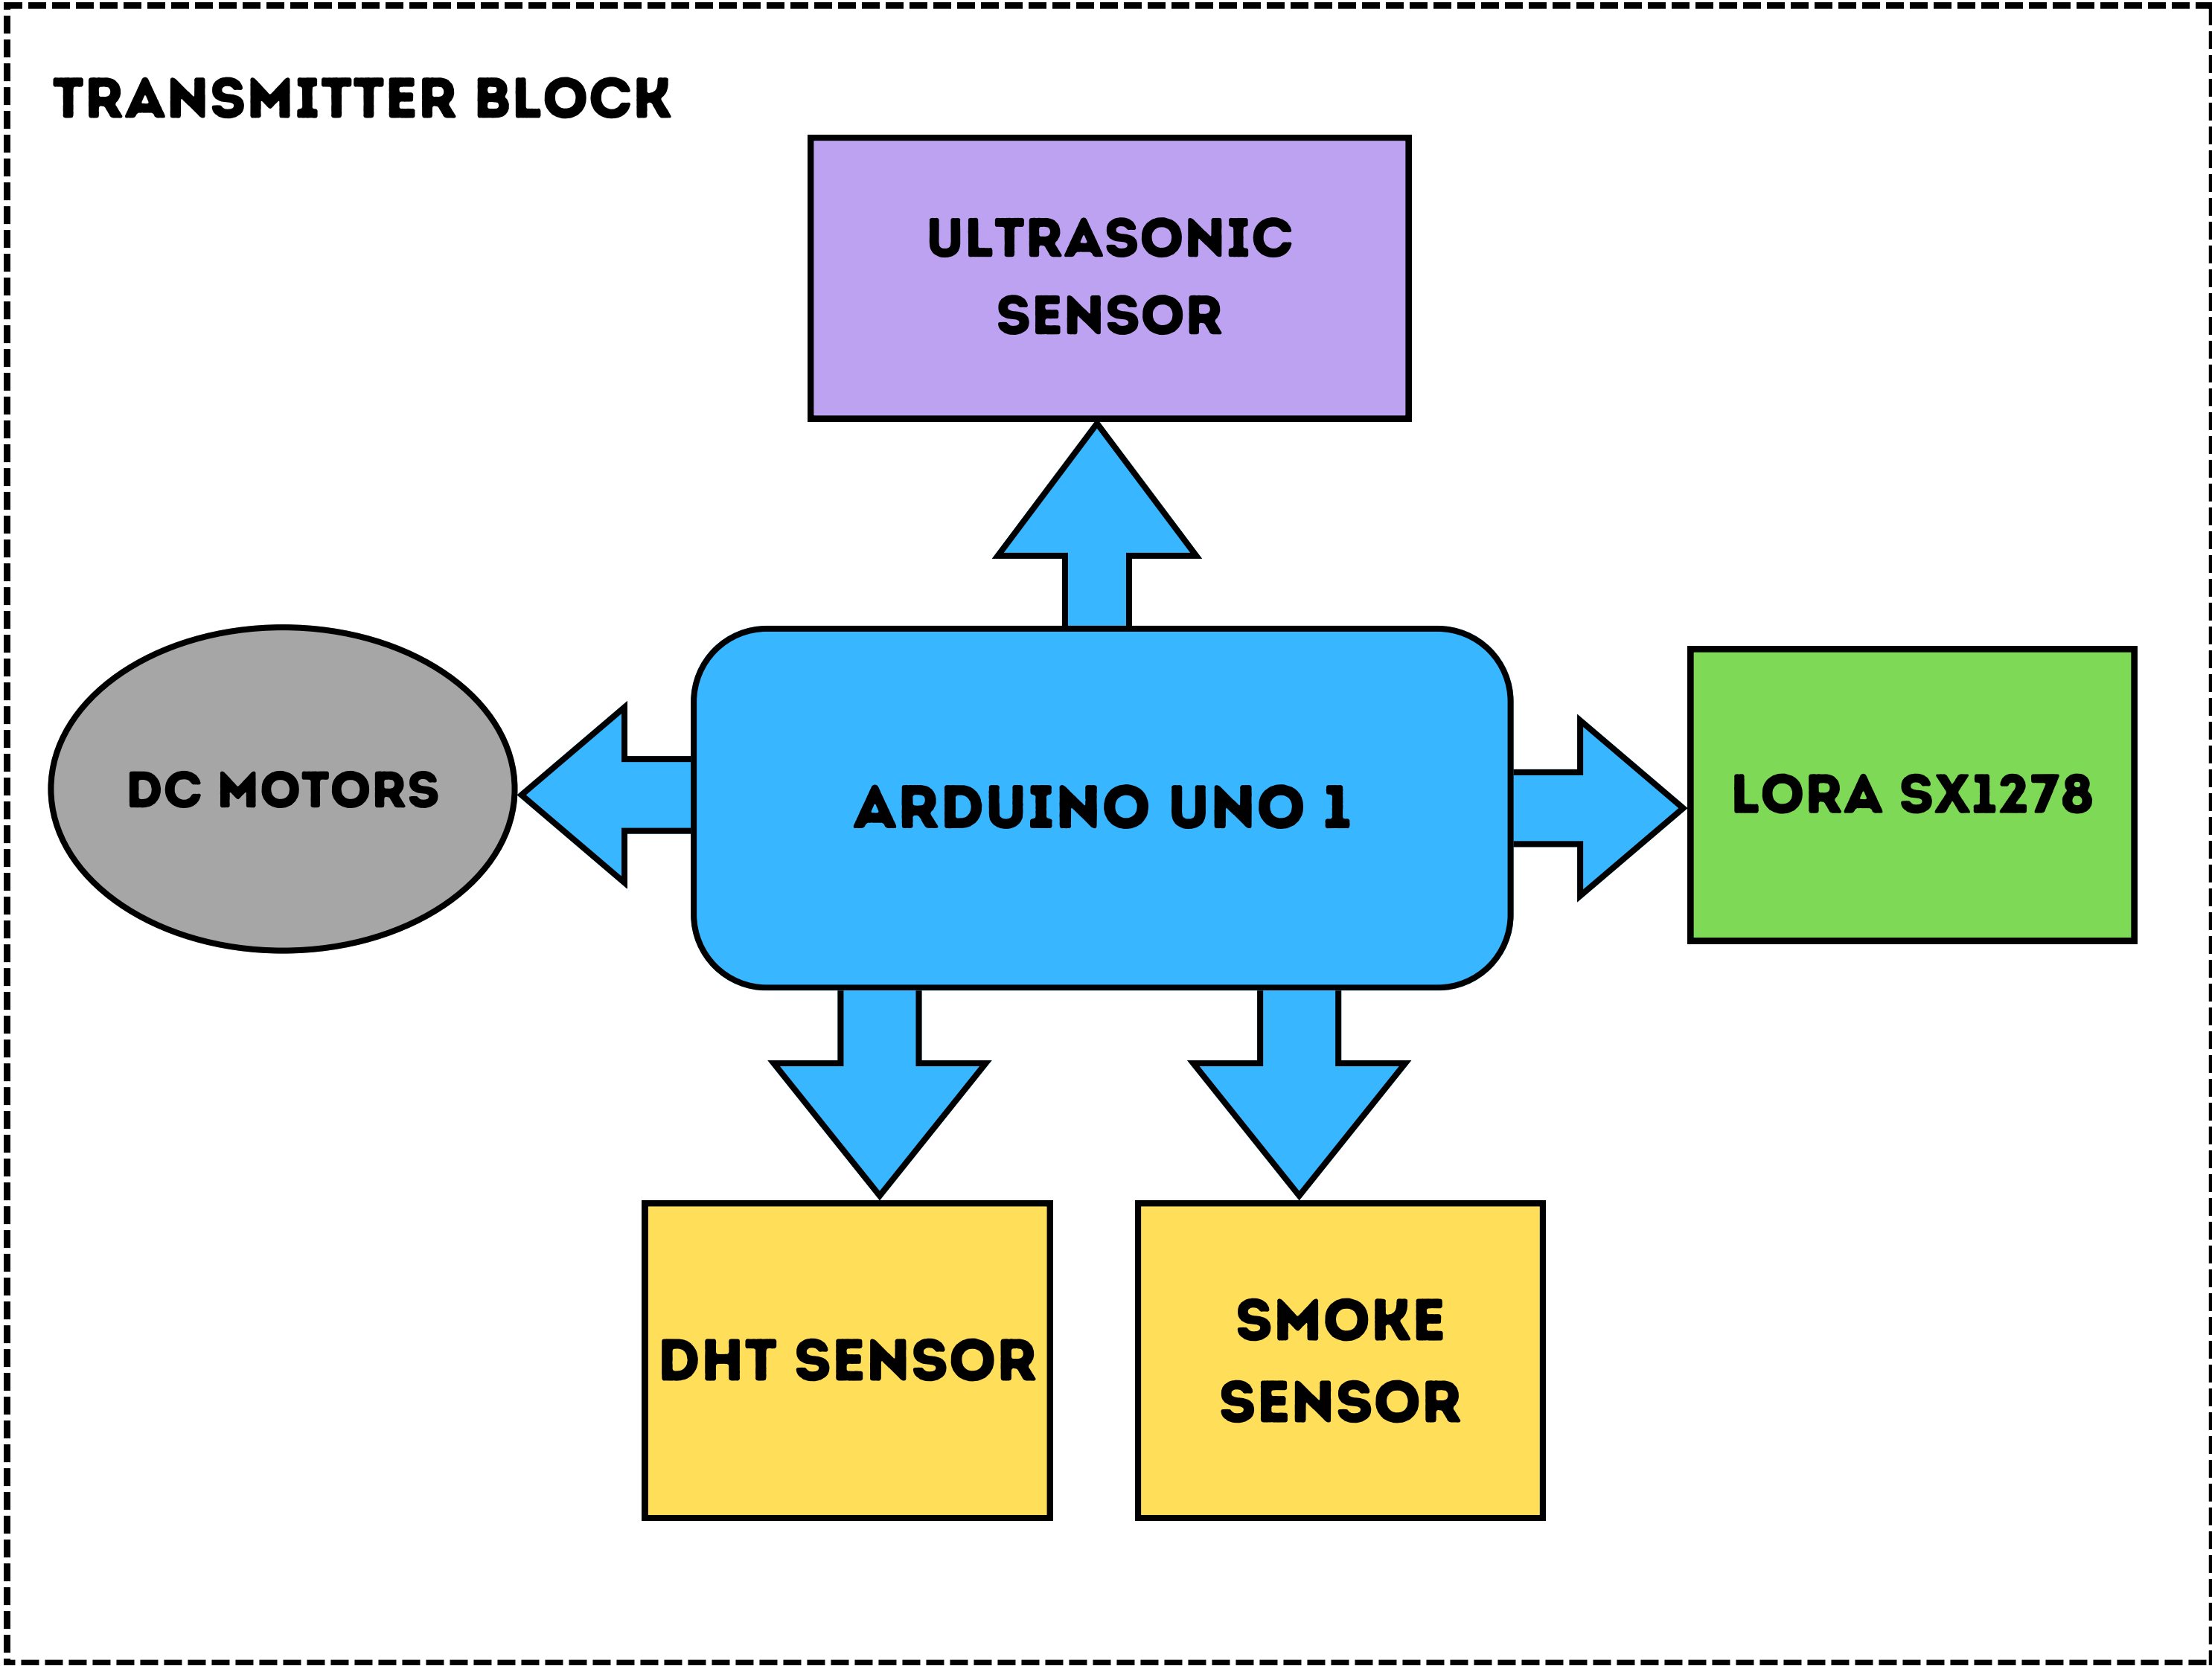 TRANSMITTER BLOCK
ULTRASONIC
SENSOR
DC MOTORS
ARDUINO UNO 1
LORA SX1278
DHT SENSOR
SMOKE
SENSOR